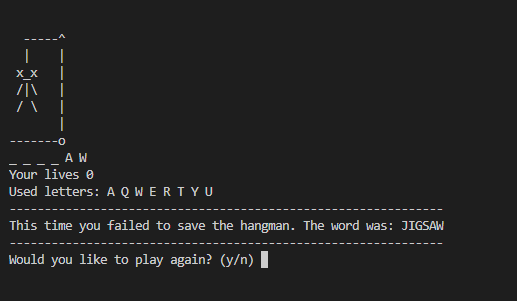 -----^
  |    |
 x_x   |
 /|\   |
 / \   |
       |
-------o
_ _ _ _ A W
Your lives 0
Used letters: A Q W E R T Y U
--------------------------------------------------------------
This time you failed to save the hangman. The word was: JIGSAW
--------------------------------------------------------------
Would you like to play again? (y/n)